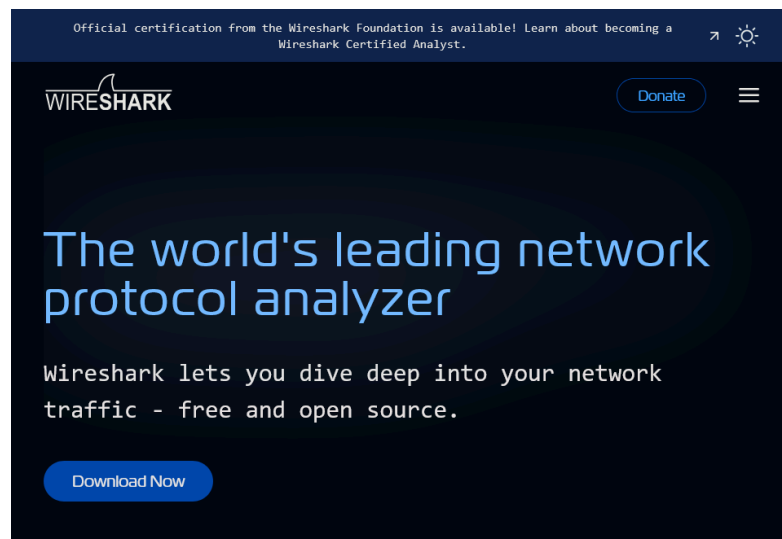 Official certification from the Wireshark Foundation is available! Learn about becoming a
Wireshark Certified Analyst.
WIRESHARK
Donate
The world's leading network
protocol analyzer
Wireshark lets you dive deep into your network
traffic - free and open source.
Download Now